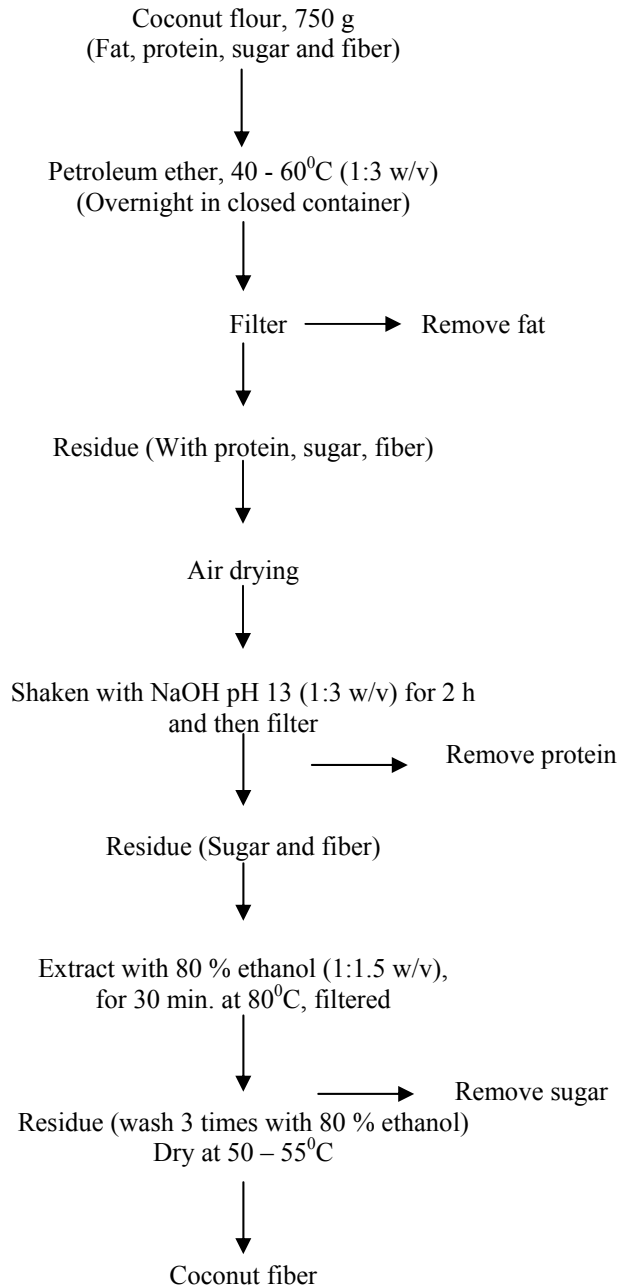 Coconut flour, 750 g
(Fat, protein, sugar and fiber)
Petroleum ether, 40 - 60⁰C (1:3 w/v)
(Overnight in closed container)
Filter
Remove fat
Residue (With protein, sugar, fiber)
Air drying
Shaken with NaOH pH 13 (1:3 w/v) for 2 h
and then filter
Remove protein
Residue (Sugar and fiber)
Extract with 80 % ethanol (1:1.5 w/v),
for 30 min. at 80⁰C, filtered
Remove sugar
Residue (wash 3 times with 80 % ethanol)
Dry at 50 – 55⁰C
Coconut fiber